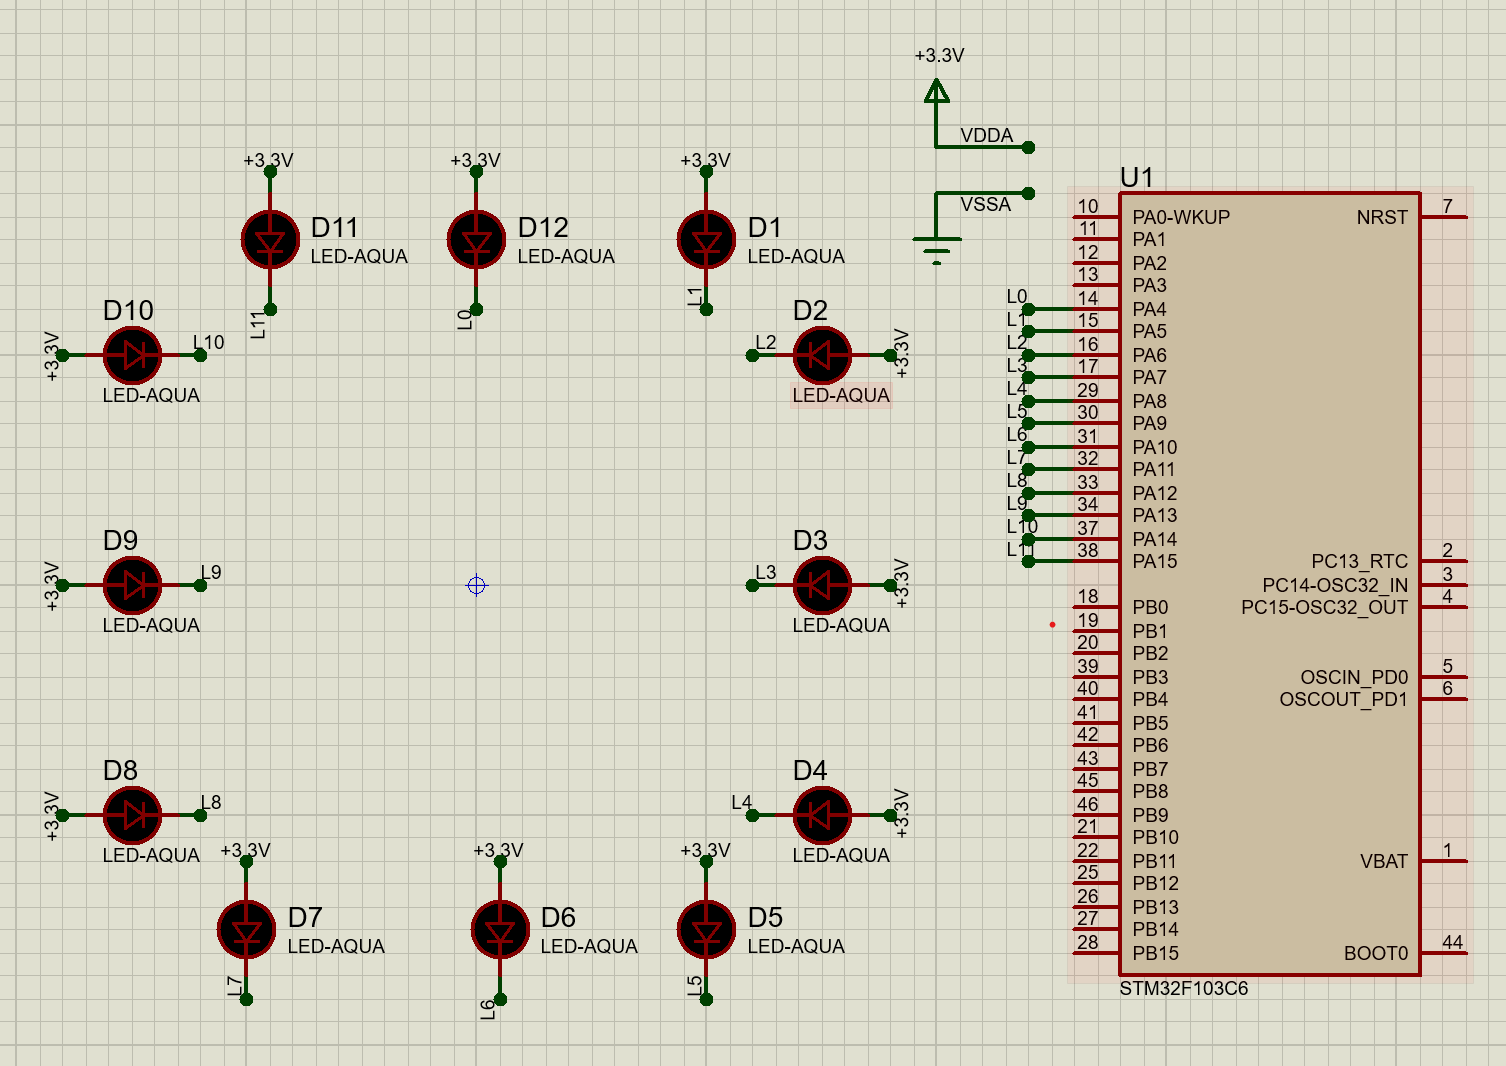 +3.3V
VDDA
VSSA
+3.3V
D11
LED-AQUA
L11
+3.3V
D12
LED-AQUA
L0
+3.3V
D1
LED-AQUA
L1
D10
+3.3V
L10
LED-AQUA
D2
L2
+3.3V
LED-AQUA
D9
+3.3V
L9
LED-AQUA
D3
L3
+3.3V
LED-AQUA
D8
+3.3V
L8
LED-AQUA
D4
L4
+3.3V
LED-AQUA
+3.3V
D7
LED-AQUA
L7
+3.3V
D6
LED-AQUA
L6
+3.3V
D5
LED-AQUA
L5
U1
10 PA0-WKUP
11 PA1
12 PA2
13 PA3
L0 14 PA4
L1 15 PA5
L2 16 PA6
L3 17 PA7
L4 29 PA8
L5 30 PA9
L6 31 PA10
L7 32 PA11
L8 33 PA12
L9 34 PA13
L10 37 PA14
L11 38 PA15
18 PB0
19 PB1
20 PB2
39 PB3
40 PB4
41 PB5
42 PB6
43 PB7
45 PB8
46 PB9
21 PB10
22 PB11
25 PB12
26 PB13
27 PB14
28 PB15
NRST 7
PC13_RTC 2
PC14-OSC32_IN 3
PC15-OSC32_OUT 4
OSCIN_PD0 5
OSCOUT_PD1 6
VBAT 1
BOOT0 44
STM32F103C6